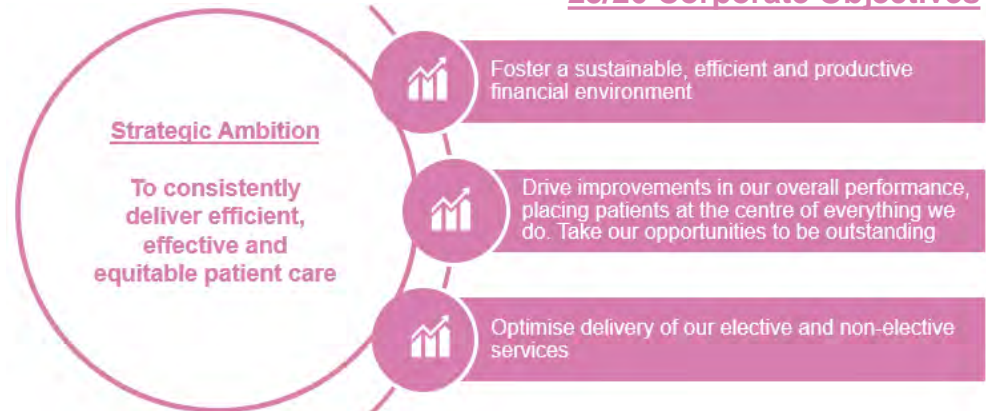 Corporate Objectives
Strategic Ambition
To consistently
deliver efficient,
effective and
equitable patient care
Foster a sustainable, efficient and productive
financial environment
Drive improvements in our overall performance,
placing patients at the centre of everything we
do. Take our opportunities to be outstanding
Optimise delivery of our elective and non-elective
services